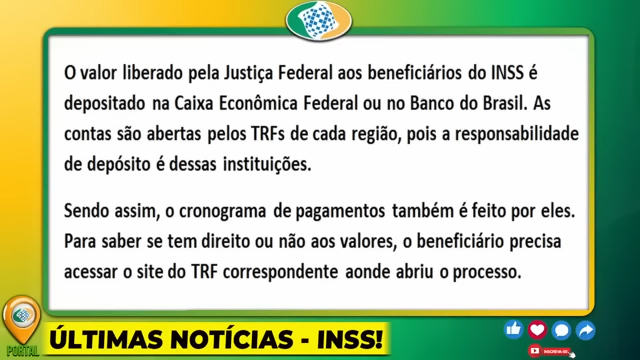 O valor liberado pela Justiça Federal aos beneficiários do INSS é
depositado na Caixa Econômica Federal ou no Banco do Brasil. As
contas são abertas pelos TRFs de cada região, pois a responsabilidade
de depósito é dessas instituições.
Sendo assim, o cronograma de pagamentos também é feito por eles.
Para saber se tem direito ou não aos valores, o beneficiário precisa
acessar o site do TRF correspondente aonde abriu o processo.
PORTAL
ÚLTIMAS NOTÍCIAS - INSS!
INSCREVA-SE